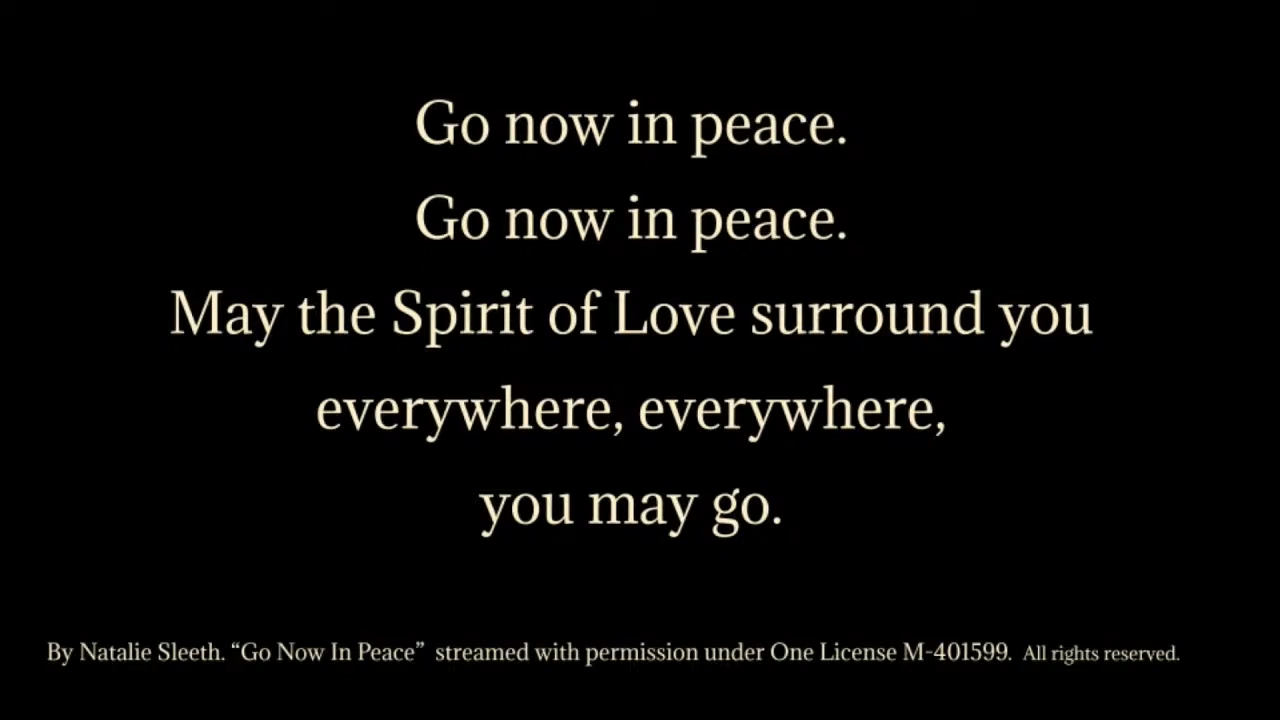 Go now in peace.
Go now in peace.
May the Spirit of Love surround you
everywhere, everywhere,
you may go.
By Natalie Sleeth. “Go Now In Peace” streamed with permission under One License M-401599. All rights reserved.